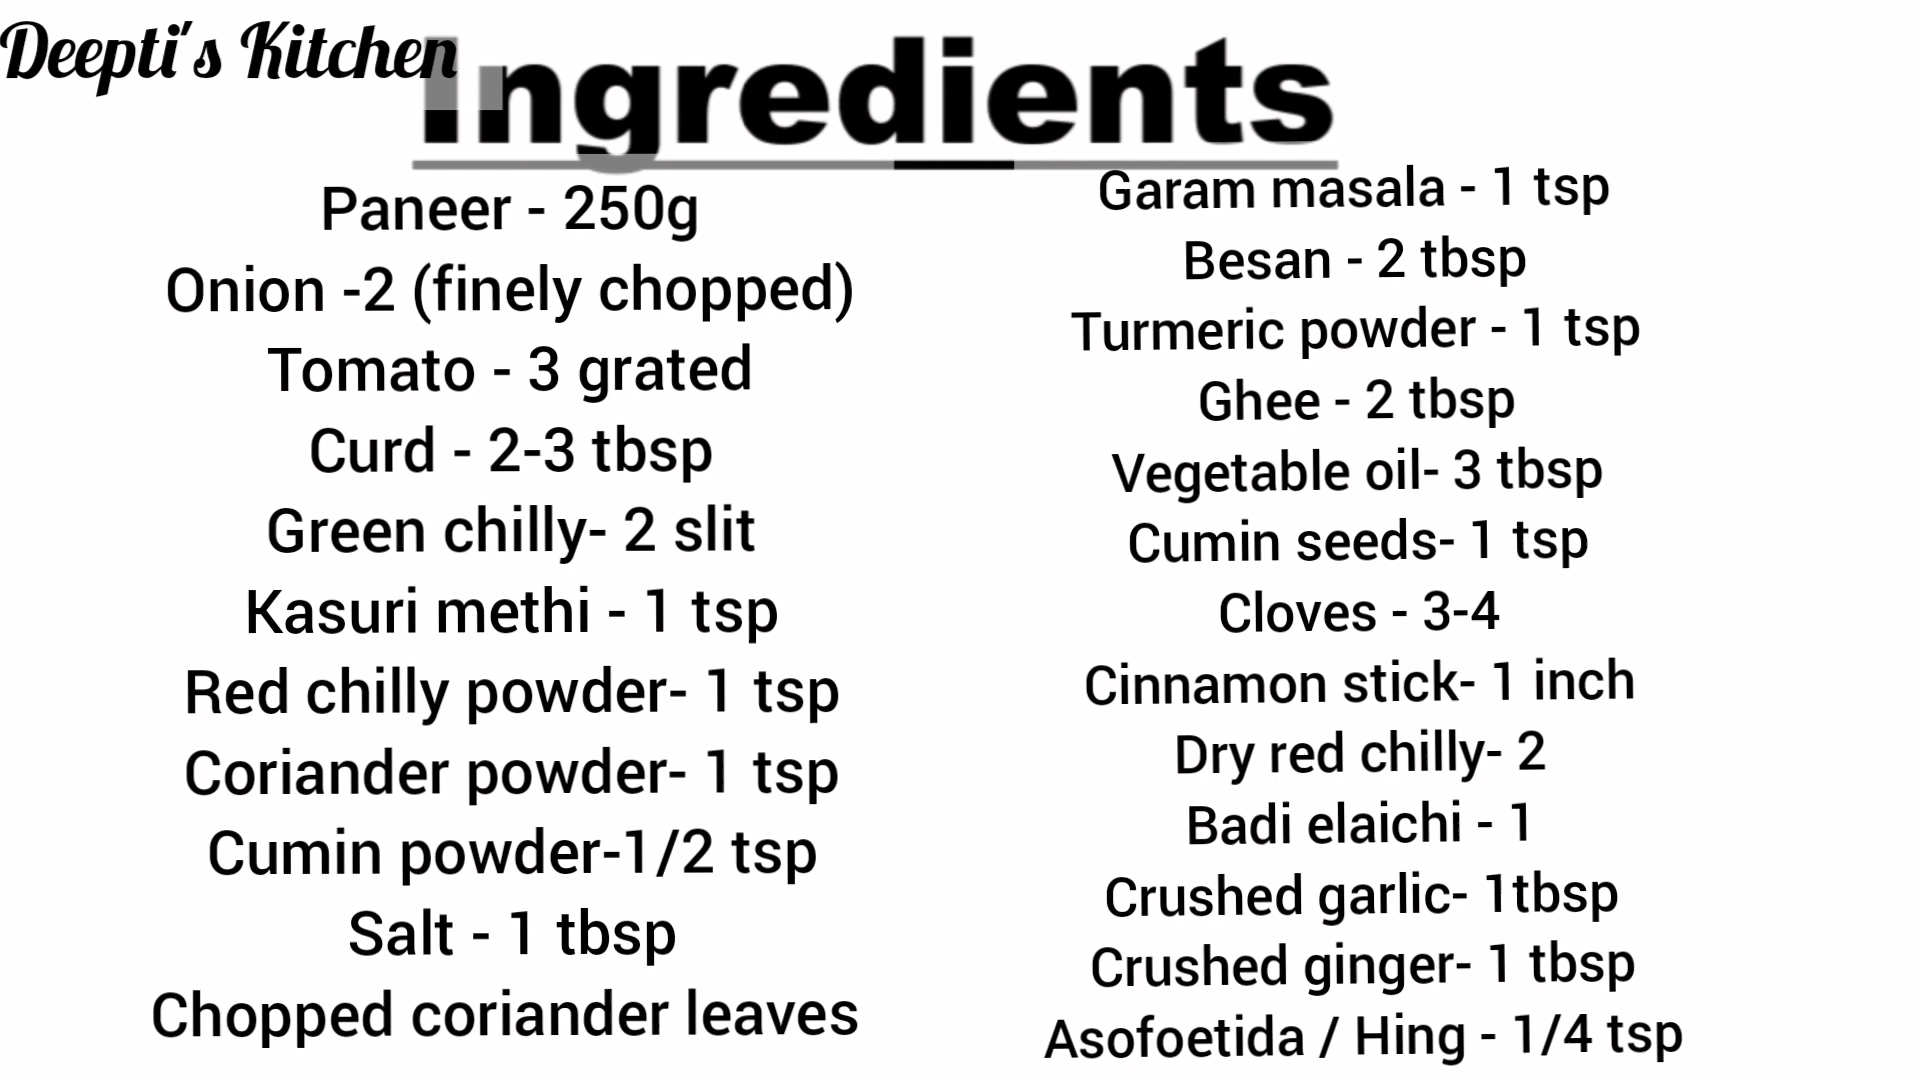 Deepti's Kitchen
Ingredients
Paneer - 250g
Onion -2 (finely chopped)
Tomato - 3 grated
Curd - 2-3 tbsp
Green chilly- 2 slit
Kasuri methi - 1 tsp
Red chilly powder- 1 tsp
Coriander powder- 1 tsp
Cumin powder-1/2 tsp
Salt - 1 tbsp
Chopped coriander leaves
Garam masala - 1 tsp
Besan - 2 tbsp
Turmeric powder - 1 tsp
Ghee - 2 tbsp
Vegetable oil- 3 tbsp
Cumin seeds- 1 tsp
Cloves - 3-4
Cinnamon stick- 1 inch
Dry red chilly- 2
Badi elaichi - 1
Crushed garlic- 1tbsp
Crushed ginger- 1 tbsp
Asofoetida / Hing - 1/4 tsp